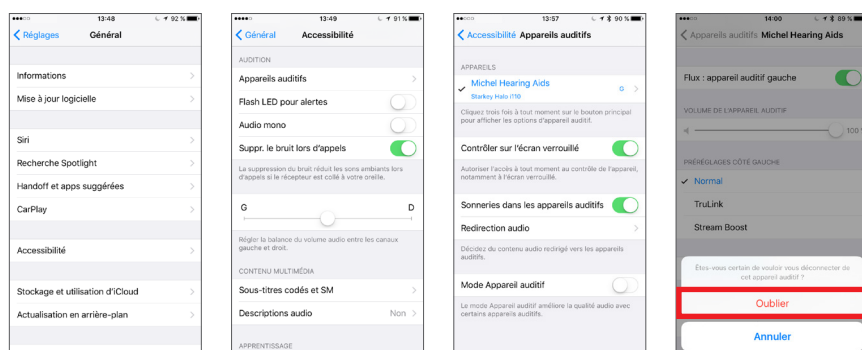 13:48
92 %
Réglages Général
Informations
Mise à jour logicielle
Siri
Recherche Spotlight
Handoff et apps suggérées
CarPlay
Accessibilité
Stockage et utilisation d'iCloud
Actualisation en arrière-plan
13:49
91 %
Général Accessibilité
AUDITION
Appareils auditifs
Flash LED pour alertes
Audio mono
Suppr. le bruit lors d'appels
La suppression du bruit réduit les sons ambiants lors
d'appels si le récepteur est collé à votre oreille.
G D
Régler la balance du volume audio entre les canaux
gauche et droit.
CONTENU MULTIMÉDIA
Sous-titres codés et SM
Descriptions audio Non
APPRENTISSAGE
13:57
90 %
Accessibilité Appareils auditifs
APPAREILS
Michel Hearing Aids G
Starkey Halo i110
Cliquez trois fois à tout moment sur le bouton principal
pour afficher les options d'appareil auditif.
Contrôler sur l'écran verrouillé
Autoriser l'accès à tout moment au contrôle de l'appareil,
notamment à l'écran verrouillé.
Sonneries dans les appareils auditifs
Redirection audio
Décidez du contenu audio redirigé vers les appareils
auditifs.
Mode Appareil auditif
Le mode Appareil auditif améliore la qualité audio avec
certains appareils auditifs.
14:00
89 %
Appareils auditifs Michel Hearing Aids
Flux : appareil auditif gauche
VOLUME DE L'APPAREIL AUDITIF
100 %
PRÉRÉGLAGES CÔTÉ GAUCHE
Normal
TruLink
Stream Boost
Êtes-vous certain de vouloir vous déconnecter de
cet appareil auditif ?
Oublier
Annuler